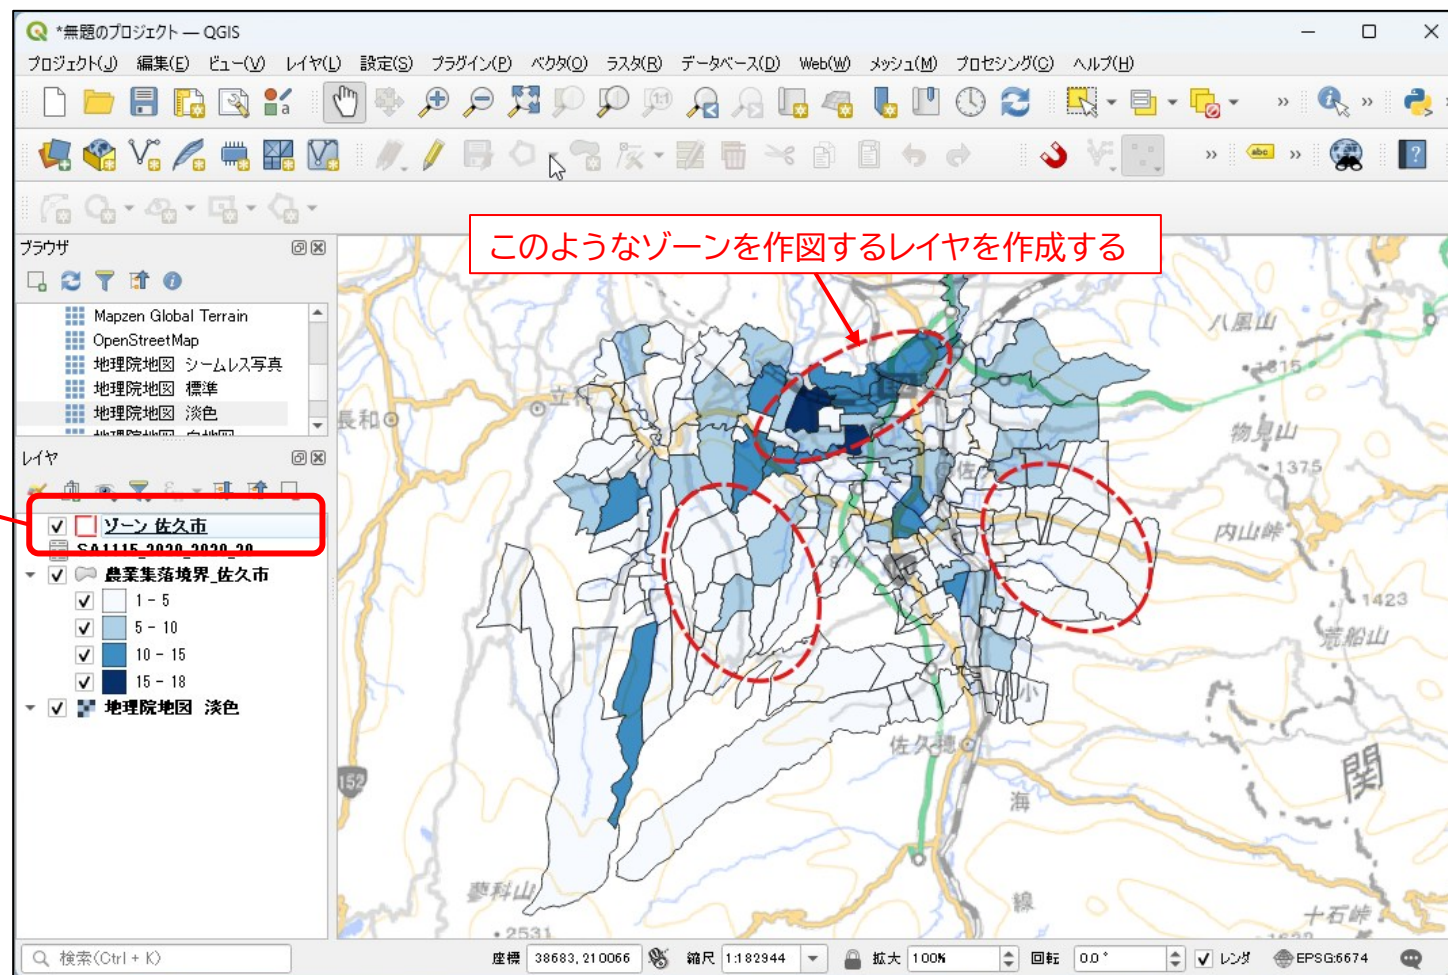 *無題のプロジェクト — QGIS
プロジェクト(J) 編集(E) ビュー(V) レイヤ(L) 設定(S) プラグイン(P) ベクタ(O) ラスタ(R) データベース(D) Web(W) メッシュ(M) プロセシング(C) ヘルプ(H)
このようなゾーンを作図するレイヤを作成する
ブラウザ
Mapzen Global Terrain
OpenStreetMap
地理院地図 シームレス写真
地理院地図 標準
地理院地図 淡色
レイヤ
ゾーン_佐久市
SA1115_2020_2020_20
農業集落境界_佐久市
1 - 5
5 - 10
10 - 15
15 - 18
地理院地図 淡色
八風山
1315
長和
立科
物見山
1375
佐
内山峠
1423
荒船山
小
佐久穂
関
152
海
蓼科山
線
2531
十石峠
検索(Ctrl + K)
座標 38683,210066 縮尺 1:182944 拡大 100% 回転 0.0 ° レンダ EPSG:6674